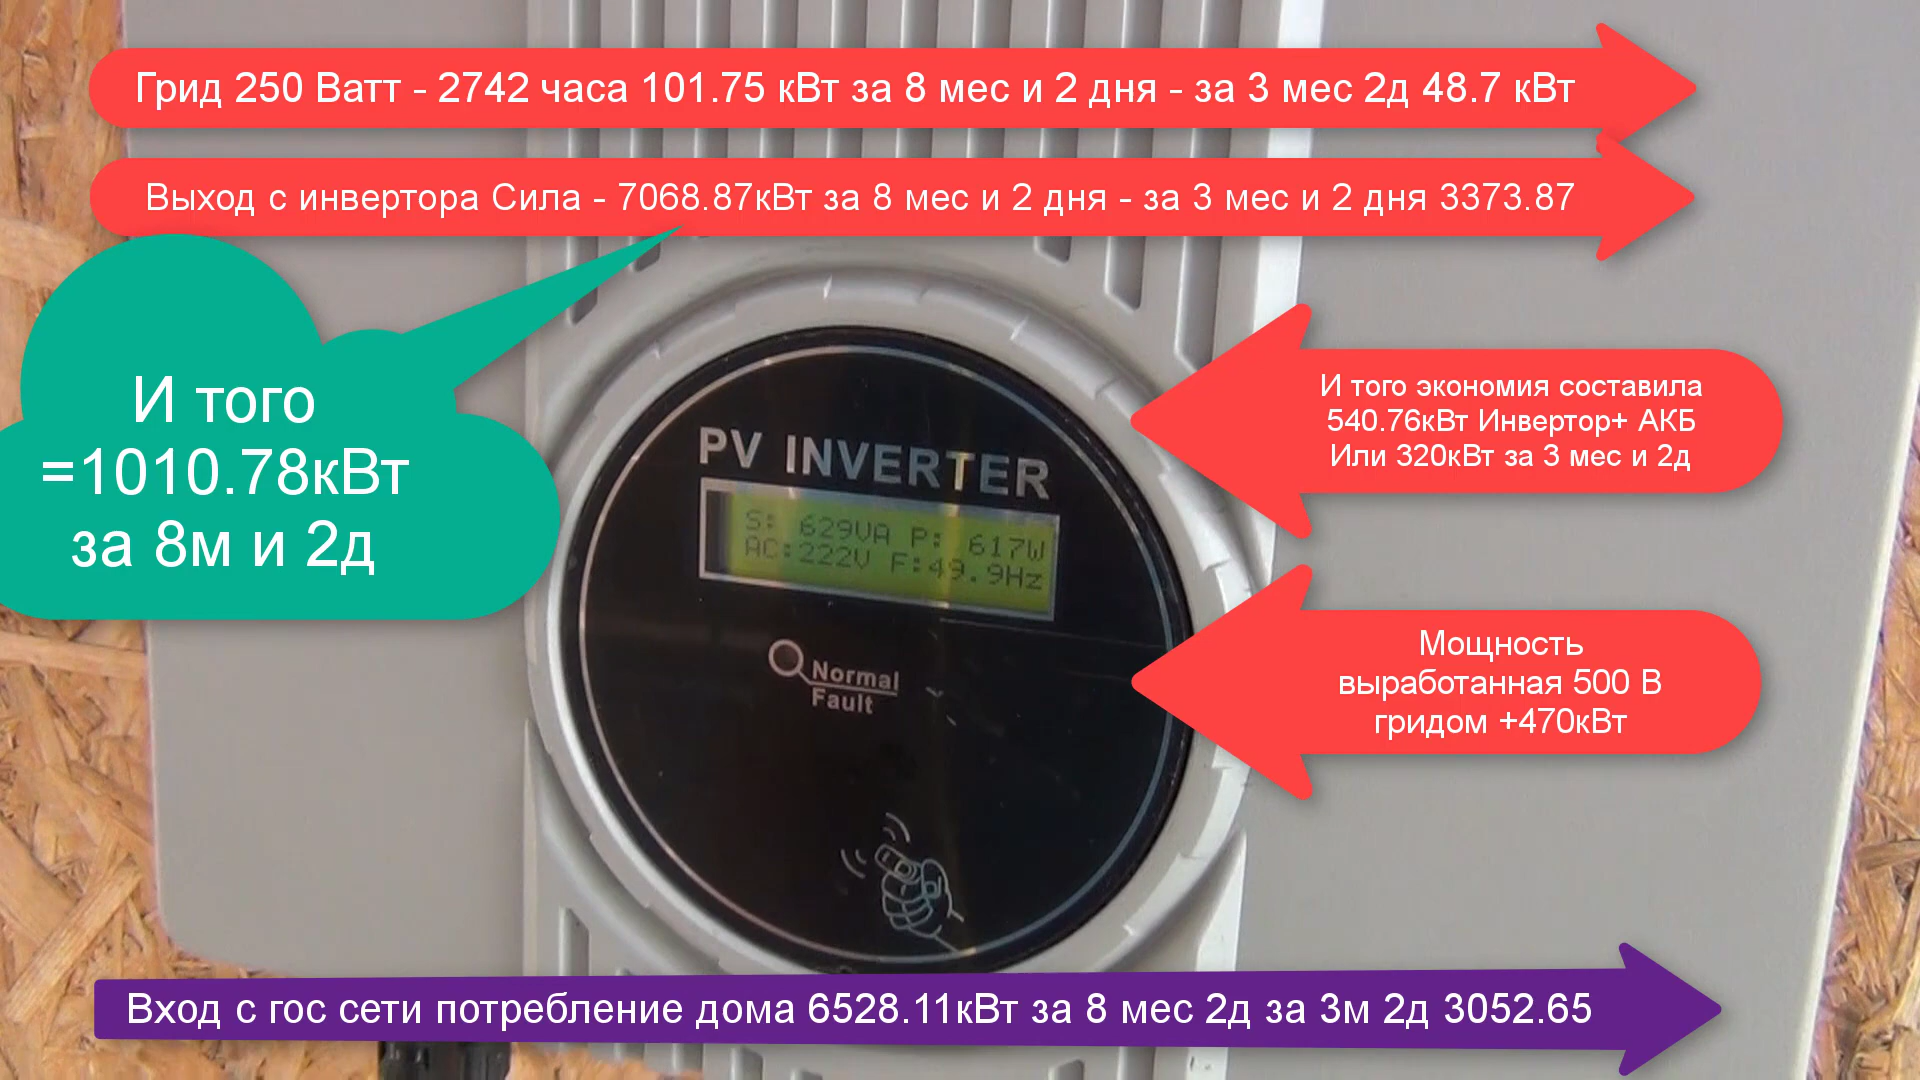 Грид 250 Ватт - 2742 часа 101.75 кВт за 8 мес и 2 дня - за 3 мес 2д 48.7 кВт
Выход с инвертора Сила - 7068.87кВт за 8 мес и 2 дня - за 3 мес и 2 дня 3373.87
И того
=1010.78кВт
за 8м и 2д
И того экономия составила
540.76кВт Инвертор+ АКБ
Или 320кВт за 3 мес и 2д
PV INVERTER
S: 629VA P: 617W
AC:222V F:49.9Hz
Normal
Fault
Мощность
выработанная 500 В
гридом +470кВт
Вход с гос сети потребление дома 6528.11кВт за 8 мес 2д за 3м 2д 3052.65